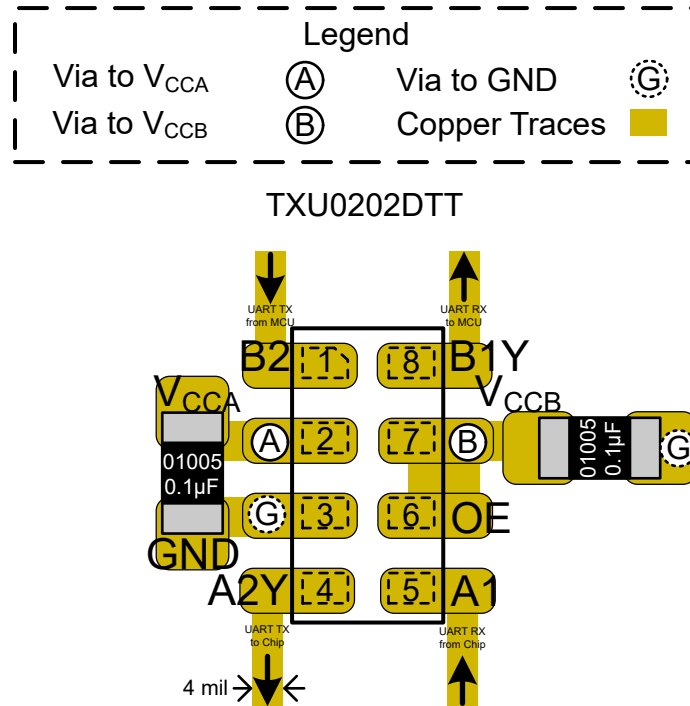 Legend
Via to VCCA A Via to GND G
Via to VCCB B Copper Traces
TXU0202DTT
UART TX
from MCU
UART RX
to MCU
B2 1 8 B1Y
VCCA
VCCB
A 2 7 B
01005
0.1µF
01005
0.1µF
G
G 3 6 OE
GND
A2Y 4 5 A1
UART TX
to Chip
UART RX
from Chip
4 mil